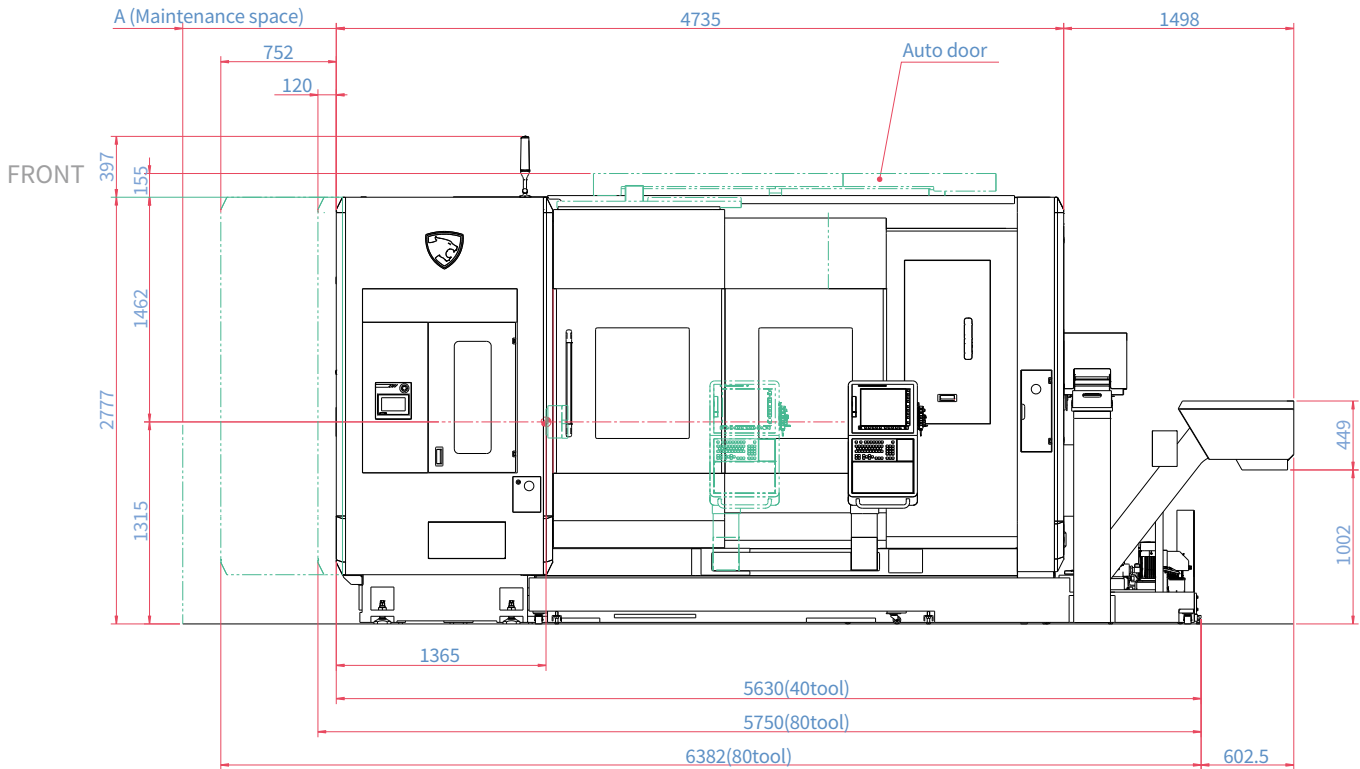 A (Maintenance space)
4735
1498
752
Auto door
120
FRONT
397
155
1462
2777
1315
449
1002
1365
5630(40tool)
5750(80tool)
6382(80tool)
602.5